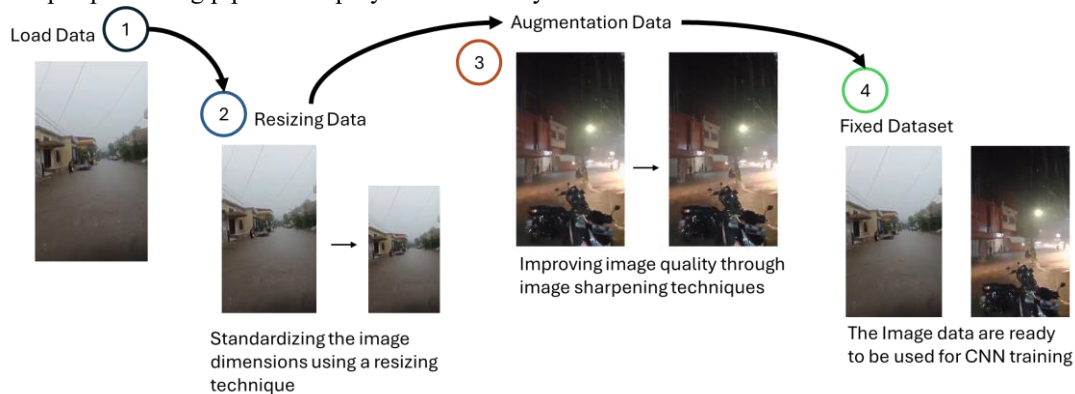 Load Data
1
2
Resizing Data
Standardizing the image
dimensions using a resizing
technique
Augmentation Data
3
Improving image quality through
image sharpening techniques
4
Fixed Dataset
The Image data are ready
to be used for CNN training